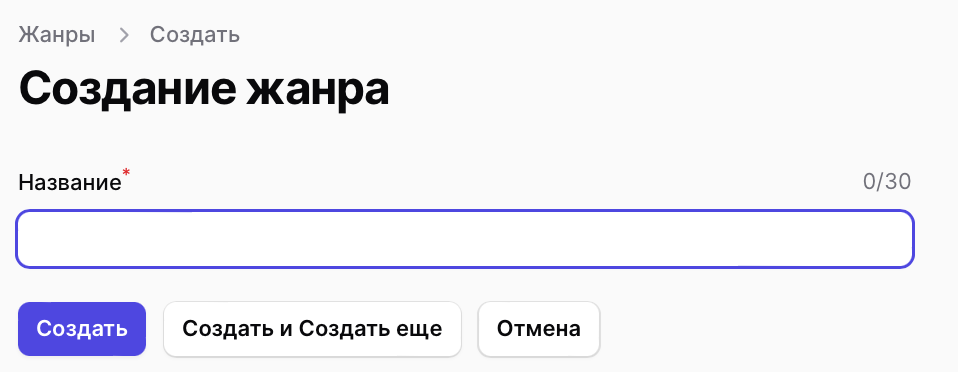 Жанры > Создать
Создание жанра
Название* 0/30
Создать Создать и Создать еще Отмена